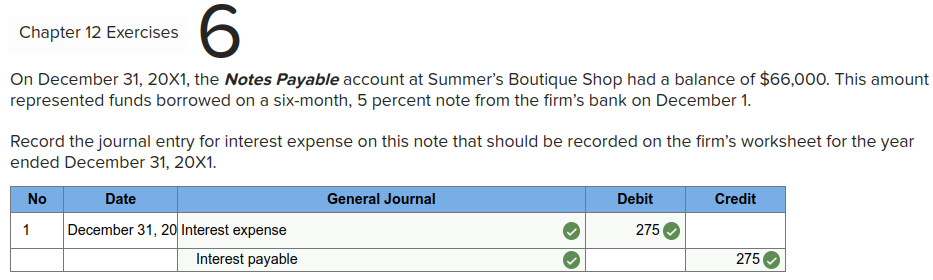 Chapter 12 Exercises 6
On December 31, 20X1, the Notes Payable account at Summer's Boutique Shop had a balance of $66,000. This amount
represented funds borrowed on a six-month, 5 percent note from the firm's bank on December 1.
Record the journal entry for interest expense on this note that should be recorded on the firm's worksheet for the year
ended December 31, 20X1.
No Date General Journal Debit Credit
1 December 31, 20 Interest expense 275
Interest payable 275